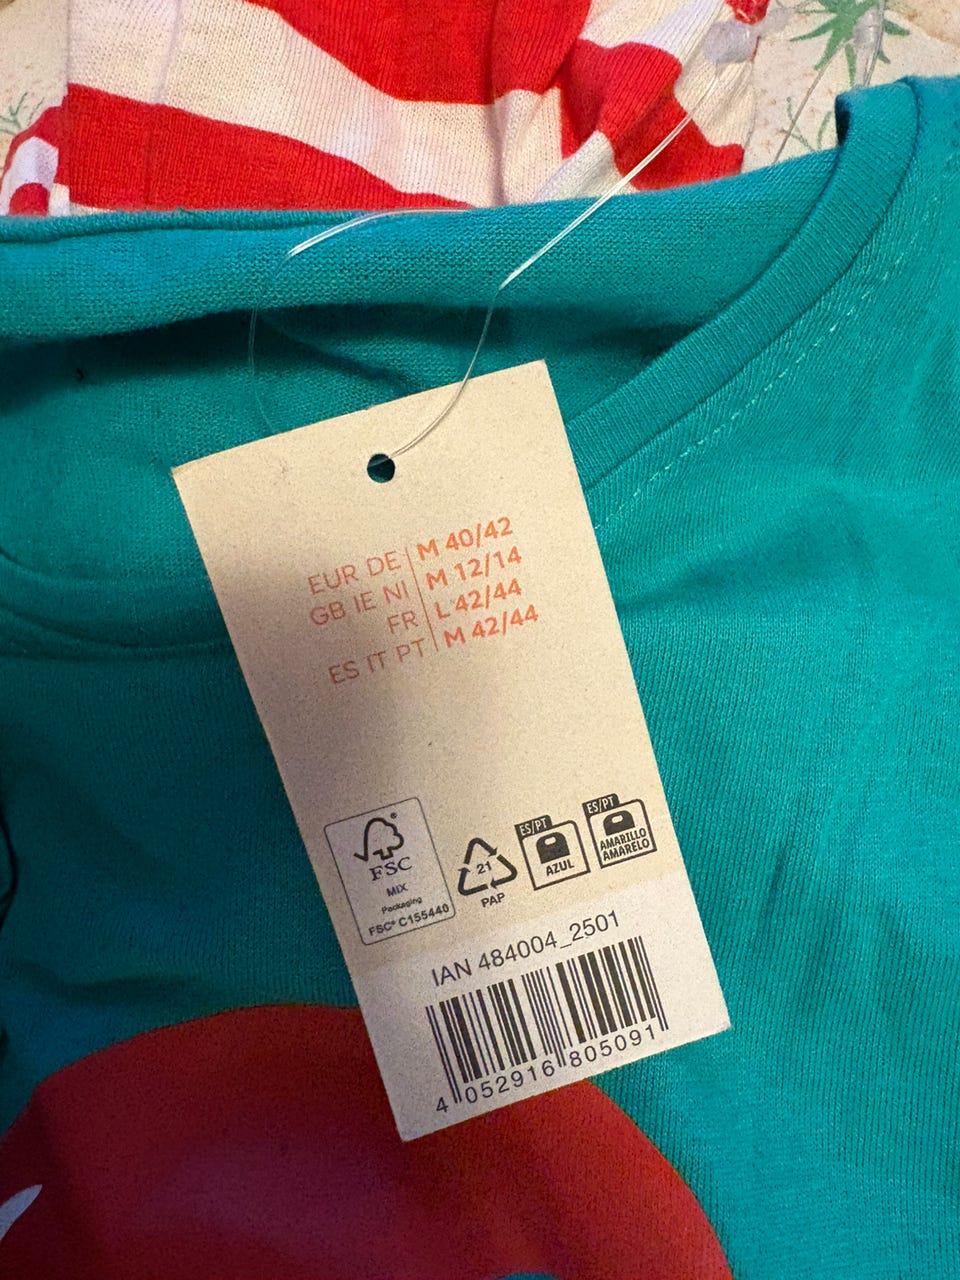 EUR DE M 40/42
GB IE NI M 12/14
FR L 42/44
ES IT PT M 42/44
®
FSC
MIX
Packaging
FSC® C155440
21
PAP
ES/PT
AZUL
ES/PT
AMARILLO
AMARELO
IAN 484004_2501
4 052916 805091